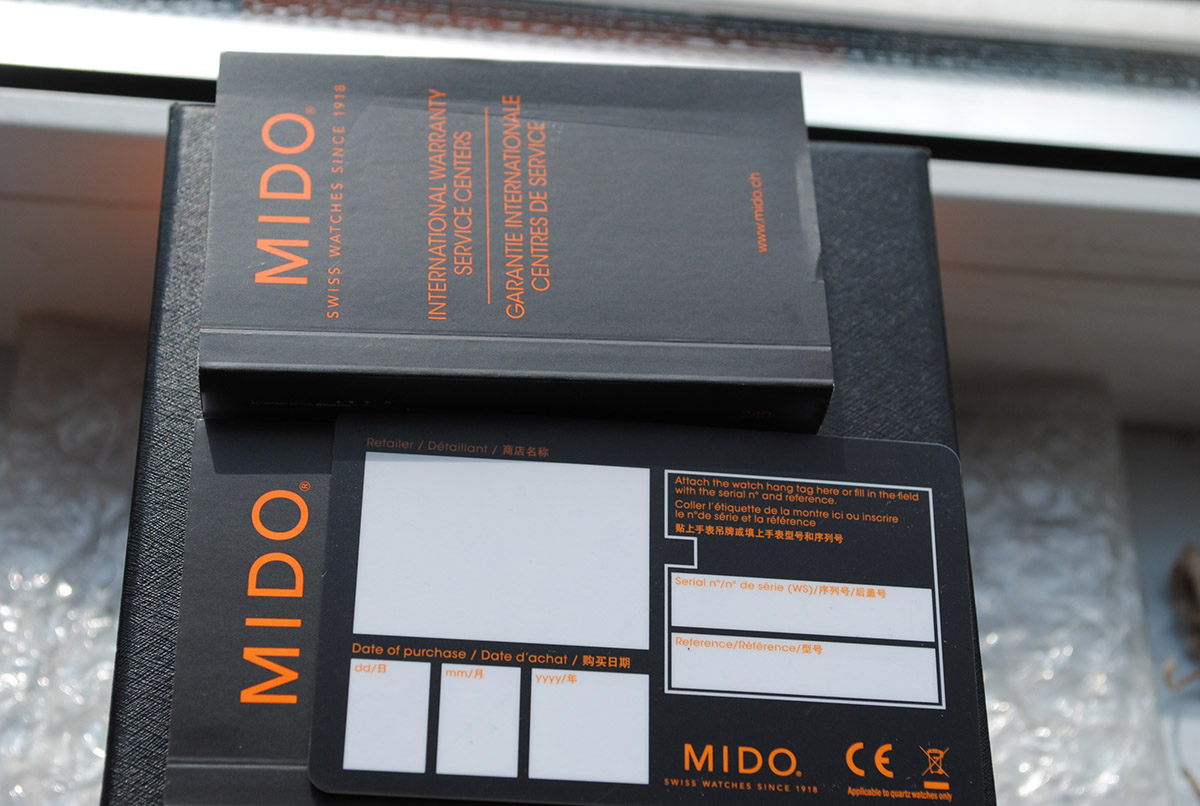 MIDO®
SWISS WATCHES SINCE 1918
INTERNATIONAL WARRANTY
SERVICE CENTERS
GARANTIE INTERNATIONALE
CENTRES DE SERVICE
www.mido.ch
MIDO®
Retailer / Détaillant / 商店名称
Attach the watch hang tag here or fill in the field
with the serial n° and reference.
Coller l'étiquette de la montre ici ou inscrire
le n°de série et la référence
贴上手表吊牌或填上手表型号和序列号
Serial n°/n° de série (WS)/序列号/后盖号
Reference/Référence/型号
Date of purchase / Date d'achat / 购买日期
dd/日
mm/月
yyyy/年
MIDO®
SWISS WATCHES SINCE 1918
CE
Applicable to quartz watches only